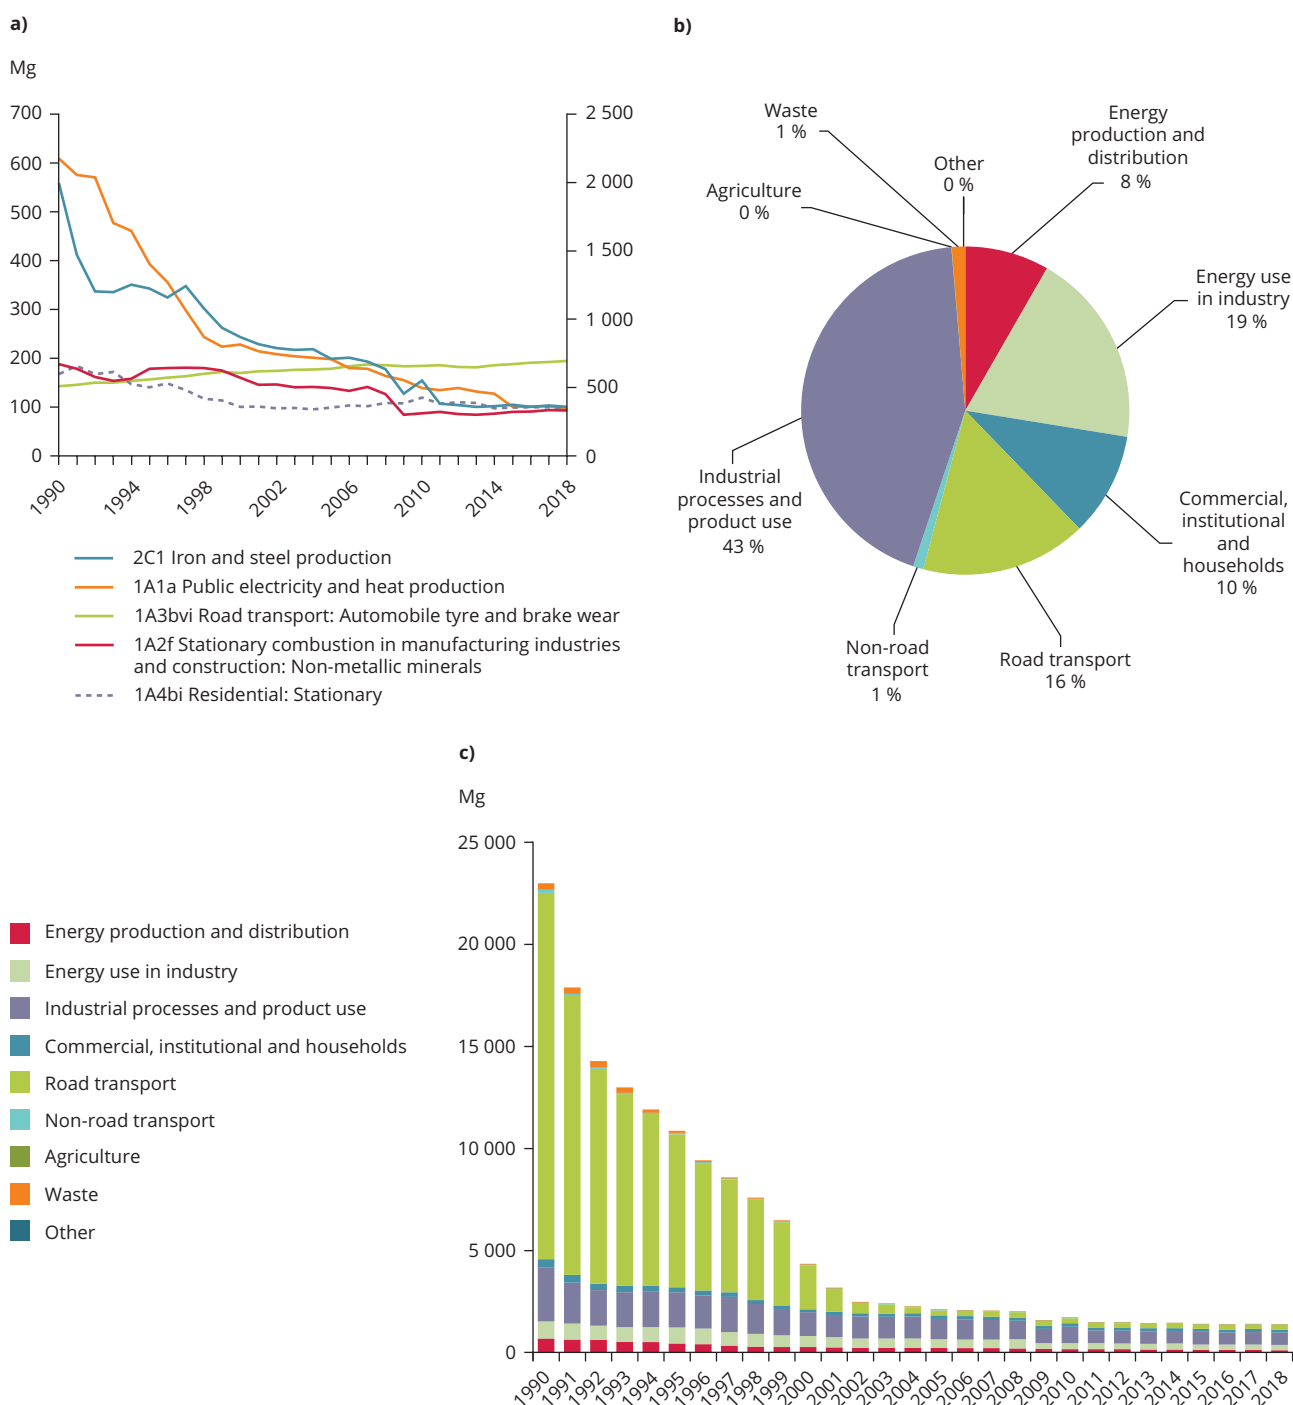 a)
Mg
700
600
500
400
300
200
100
0
2 500
2 000
1 500
1 000
500
0
1990
1994
1998
2002
2006
2010
2014
2018
2C1 Iron and steel production
1A1a Public electricity and heat production
1A3bvi Road transport: Automobile tyre and brake wear
1A2f Stationary combustion in manufacturing industries
and construction: Non-metallic minerals
1A4bi Residential: Stationary
b)
Energy
production and
distribution
8 %
Energy use
in industry
19 %
Commercial,
institutional
and
households
10 %
Road transport
16 %
Non-road
transport
1 %
Industrial
processes and
product use
43 %
Agriculture
0 %
Waste
1 %
Other
0 %
c)
Mg
25 000
20 000
15 000
10 000
5 000
0
1990
1991
1992
1993
1994
1995
1996
1997
1998
1999
2000
2001
2002
2003
2004
2005
2006
2007
2008
2009
2010
2011
2012
2013
2014
2015
2016
2017
2018
Energy production and distribution
Energy use in industry
Industrial processes and product use
Commercial, institutional and households
Road transport
Non-road transport
Agriculture
Waste
Other